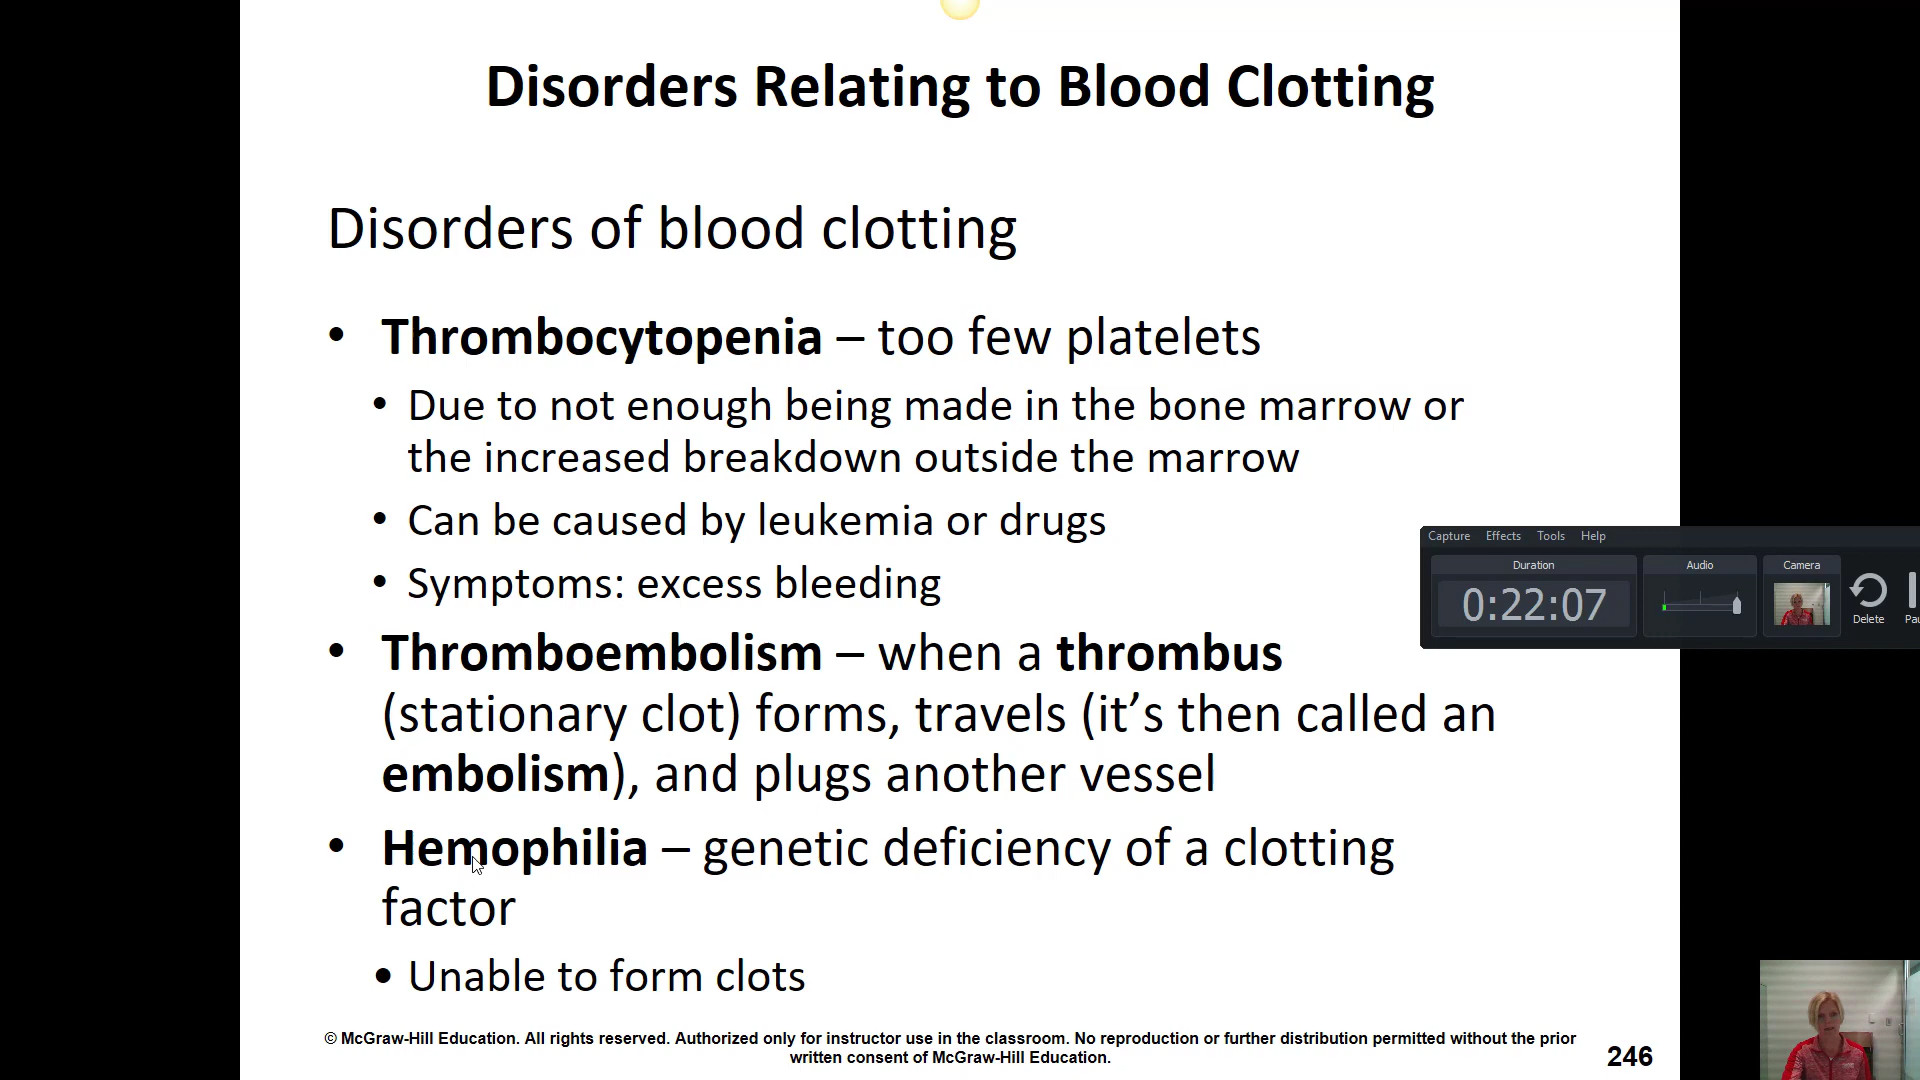 Disorders Relating to Blood Clotting
Disorders of blood clotting
• Thrombocytopenia – too few platelets
• Due to not enough being made in the bone marrow or
the increased breakdown outside the marrow
• Can be caused by leukemia or drugs
• Symptoms: excess bleeding
• Thromboembolism – when a thrombus
(stationary clot) forms, travels (it’s then called an
embolism), and plugs another vessel
• Hemophilia – genetic deficiency of a clotting
factor
• Unable to form clots
© McGraw-Hill Education. All rights reserved. Authorized only for instructor use in the classroom. No reproduction or further distribution permitted without the prior
written consent of McGraw-Hill Education.
246
Capture Effects Tools Help
Duration Audio Camera
0:22:07
Delete Pau